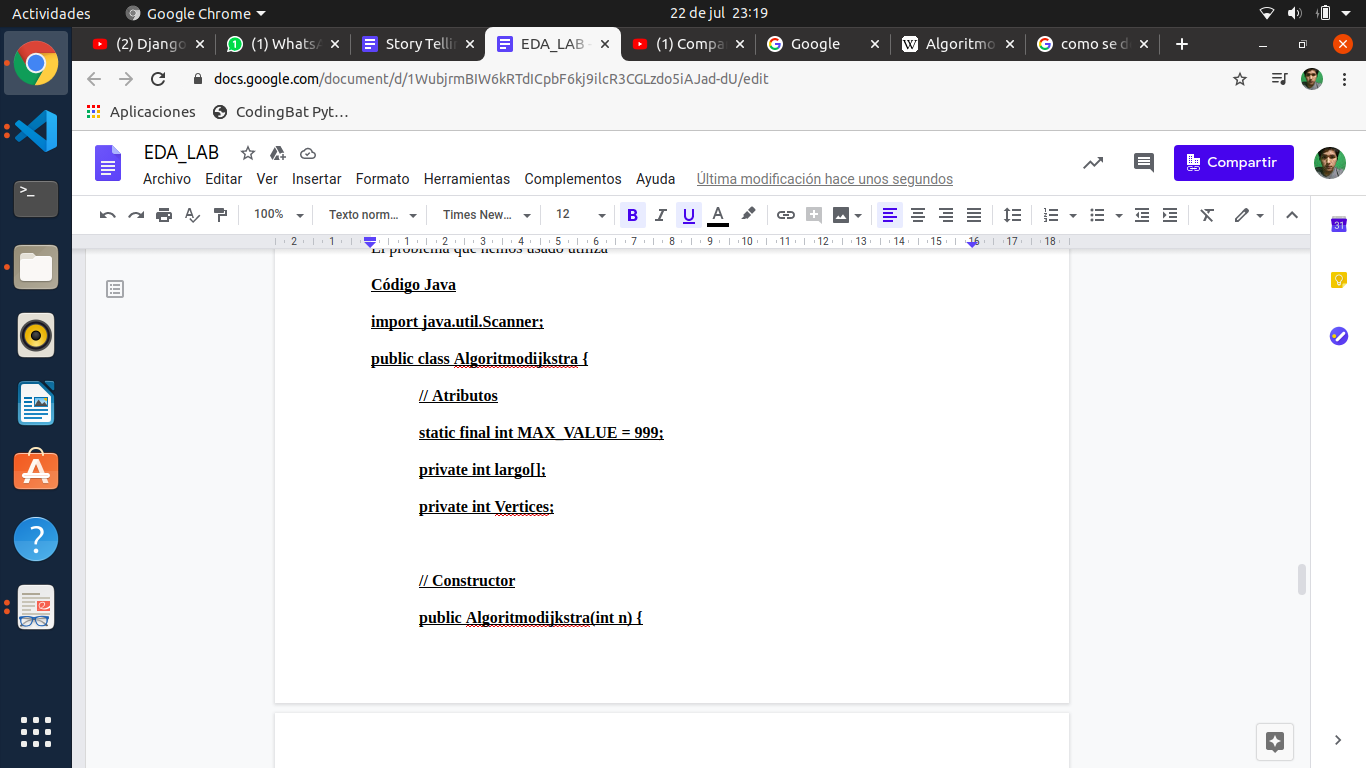 Actividades Google Chrome 22 de jul 23:19
(2) Django (1) WhatsA Story Tellin EDA_LAB - (1) Compa Google Algoritmo como se d
docs.google.com/document/d/1WubjrmBIW6kRTdICpbF6kj9ilcR3CGLzdo5iAJad-dU/edit
Aplicaciones CodingBat Pyt…
EDA_LAB
Compartir
Archivo Editar Ver Insertar Formato Herramientas Complementos Ayuda Última modificación hace unos segundos
100% Texto norm... Times New... 12 B I U A
2 1 1 2 3 4 5 6 7 8 9 10 11 12 13 14 15 16 17 18
31
El problema que hemos usado utiliza
Código Java
import java.util.Scanner;
public class Algoritmodijkstra {
// Atributos
static final int MAX_VALUE = 999;
private int largo[];
private int Vertices;
// Constructor
public Algoritmodijkstra(int n) {